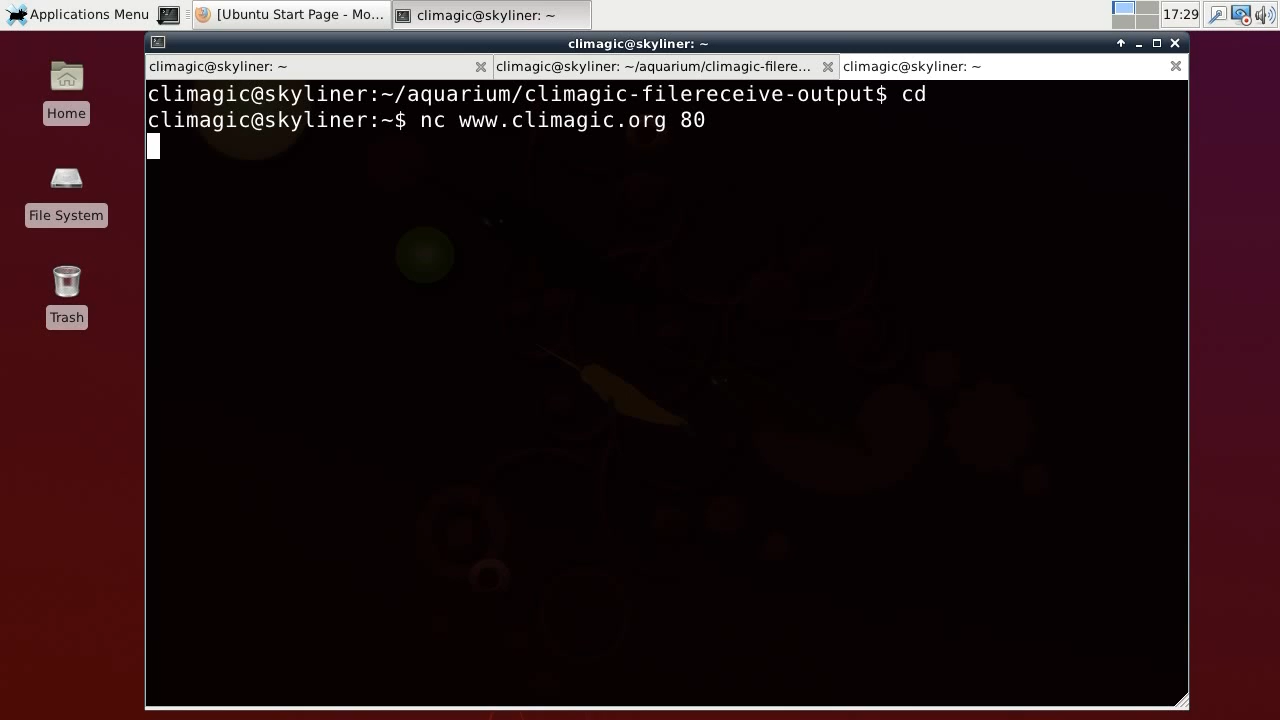 Applications Menu
[Ubuntu Start Page - Mo...
climagic@skyliner: ~
17:29
climagic@skyliner: ~
climagic@skyliner: ~
climagic@skyliner: ~/aquarium/climagic-filere...
climagic@skyliner: ~
climagic@skyliner:~/aquarium/climagic-filereceive-output$ cd
climagic@skyliner:~$ nc www.climagic.org 80
Home
File System
Trash